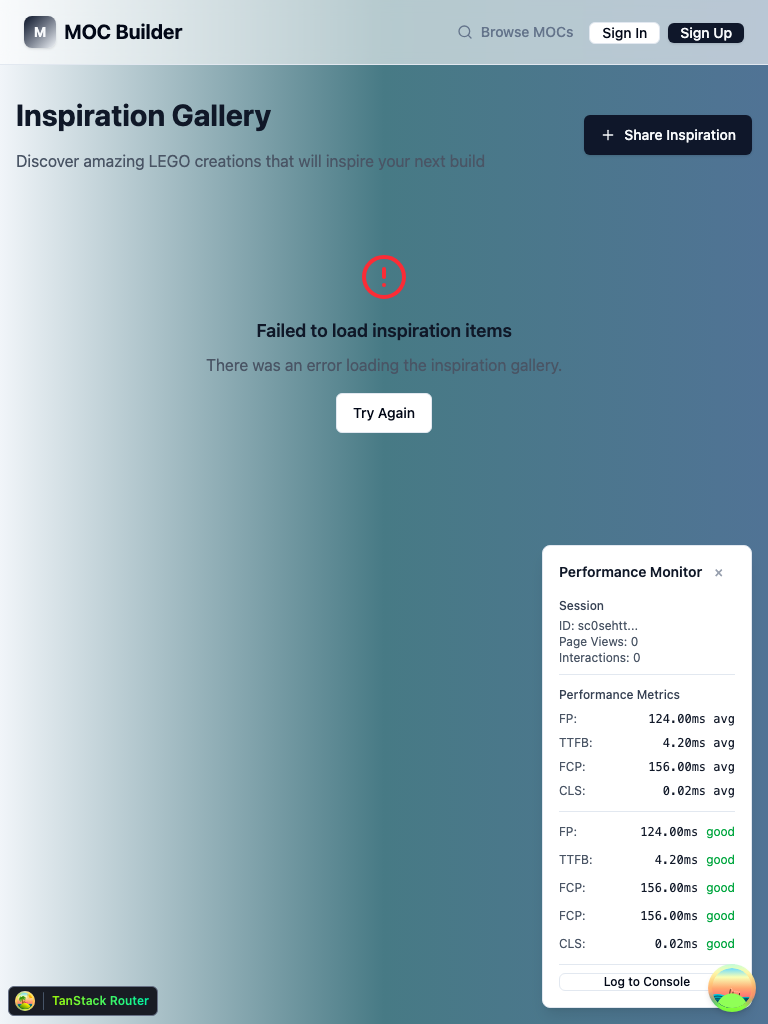 M MOC Builder Browse MOCs Sign In Sign Up
Inspiration Gallery
Share Inspiration
Discover amazing LEGO creations that will inspire your next build
Failed to load inspiration items
There was an error loading the inspiration gallery.
Try Again
Performance Monitor ×
Session
ID: sc0sehtt...
Page Views: 0
Interactions: 0
Performance Metrics
FP: 124.00ms avg
TTFB: 4.20ms avg
FCP: 156.00ms avg
CLS: 0.02ms avg
FP: 124.00ms good
TTFB: 4.20ms good
FCP: 156.00ms good
FCP: 156.00ms good
CLS: 0.02ms good
Log to Console
TanStack Router